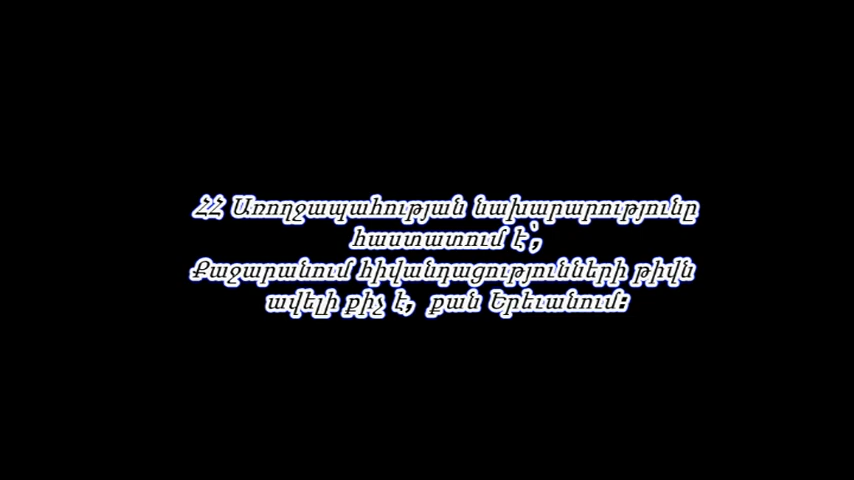 ՀՀ Առողջապահության նախարարությունը
հաստատում է՝,
Քաջարանում հիվանդացությունների թիվն
ավելի քիչ է, քան Երեւանում: